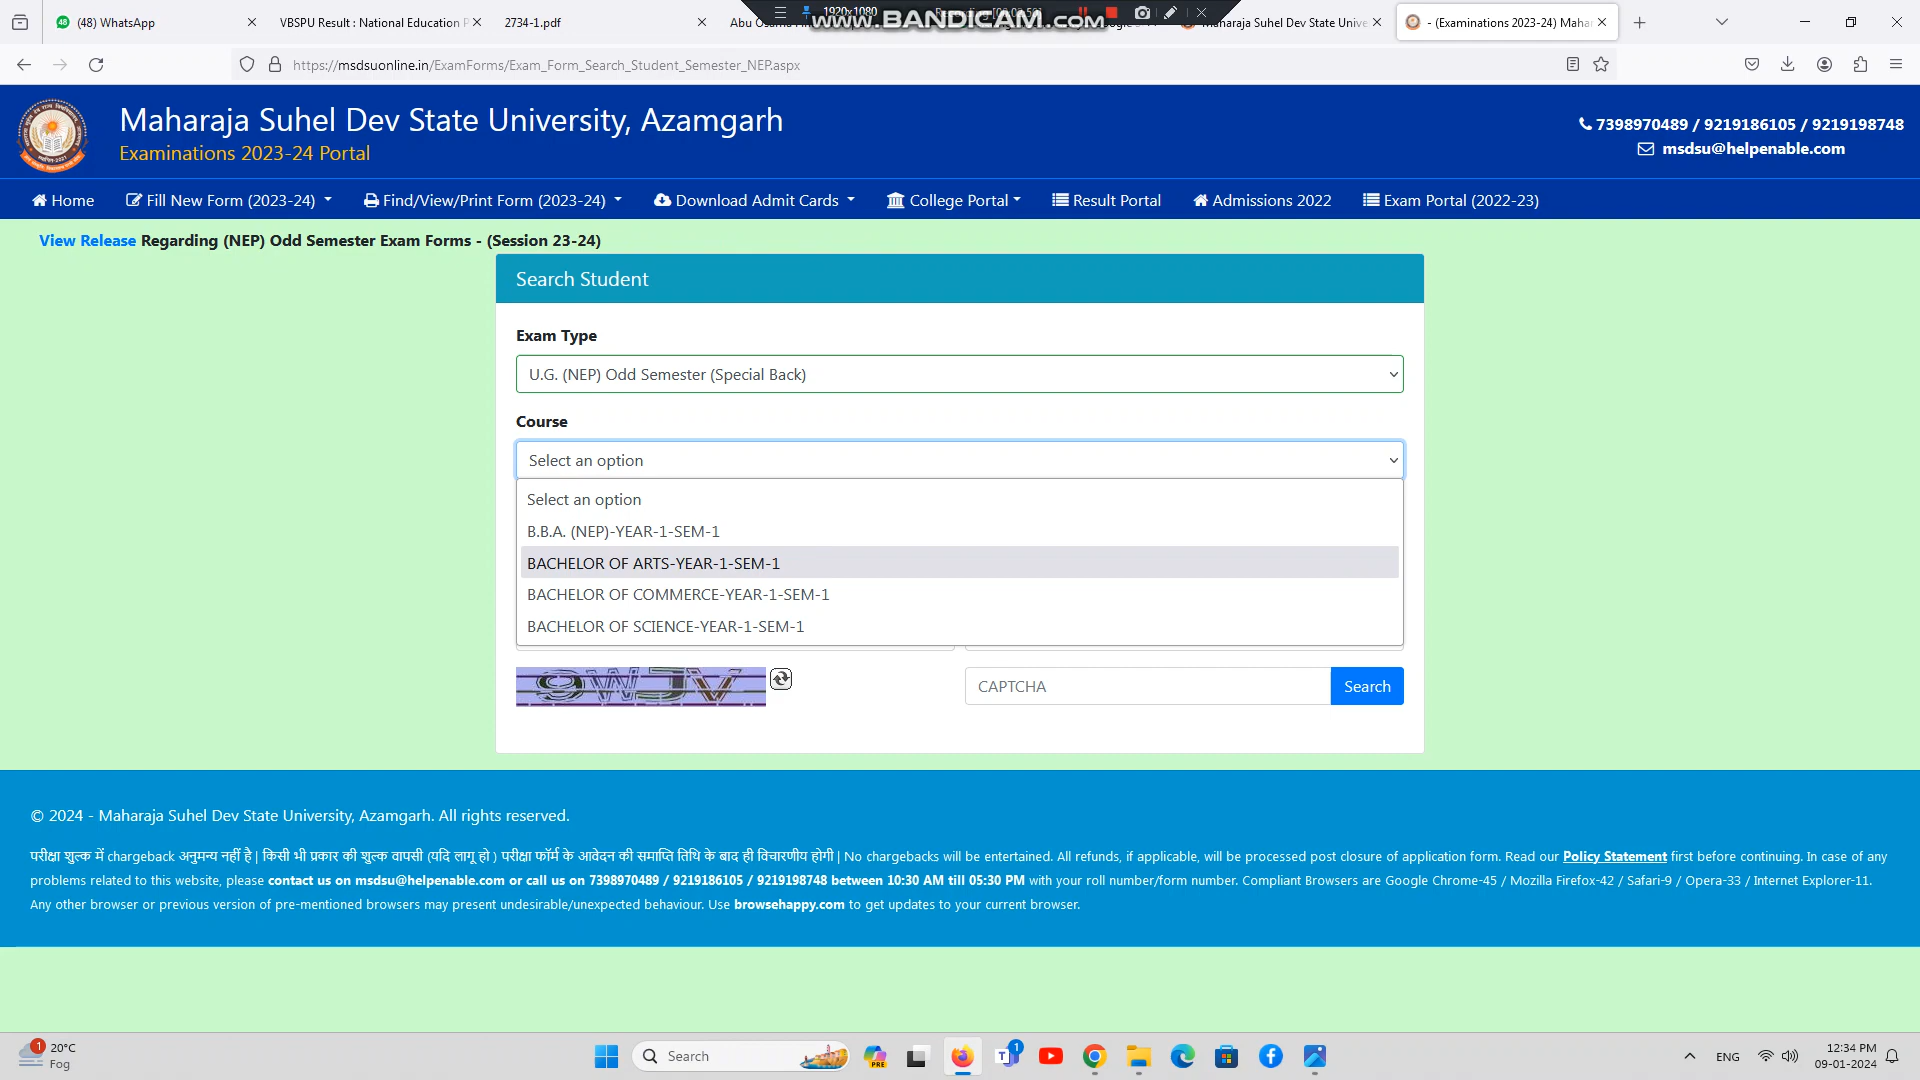 (48) WhatsApp
VBSPU Result : National Education P
2734-1.pdf
1920x1080
www.BANDICAM.com
Maharaja Suhel Dev State Unive
- (Examinations 2023-24) Mahar
https://msdsuonline.in/ExamForms/Exam_Form_Search_Student_Semester_NEP.aspx
Maharaja Suhel Dev State University, Azamgarh
Examinations 2023-24 Portal
7398970489 / 9219186105 / 9219198748
msdsu@helpenable.com
Home
Fill New Form (2023-24)
Find/View/Print Form (2023-24)
Download Admit Cards
College Portal
Result Portal
Admissions 2022
Exam Portal (2022-23)
View Release Regarding (NEP) Odd Semester Exam Forms - (Session 23-24)
Search Student
Exam Type
U.G. (NEP) Odd Semester (Special Back)
Course
Select an option
Select an option
B.B.A. (NEP)-YEAR-1-SEM-1
BACHELOR OF ARTS-YEAR-1-SEM-1
BACHELOR OF COMMERCE-YEAR-1-SEM-1
BACHELOR OF SCIENCE-YEAR-1-SEM-1
9WJV
CAPTCHA
Search
© 2024 - Maharaja Suhel Dev State University, Azamgarh. All rights reserved.
परीक्षा शुल्क में chargeback अनुमन्य नहीं है | किसी भी प्रकार की शुल्क वापसी (यदि लागू हो ) परीक्षा फॉर्म के आवेदन की समाप्ति तिथि के बाद ही विचारणीय होगी | No chargebacks will be entertained. All refunds, if applicable, will be processed post closure of application form. Read our Policy Statement first before continuing. In case of any
problems related to this website, please contact us on msdsu@helpenable.com or call us on 7398970489 / 9219186105 / 9219198748 between 10:30 AM till 05:30 PM with your roll number/form number. Compliant Browsers are Google Chrome-45 / Mozilla Firefox-42 / Safari-9 / Opera-33 / Internet Explorer-11.
Any other browser or previous version of pre-mentioned browsers may present undesirable/unexpected behaviour. Use browsehappy.com to get updates to your current browser.
1
20°C
Fog
Search
PRE
1
ENG
12:34 PM
09-01-2024